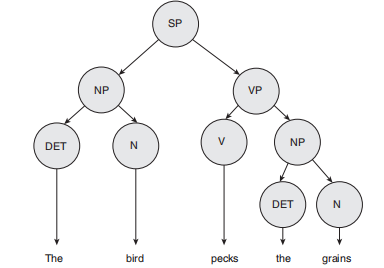 SP
NP VP
DET N V NP
DET N
The bird pecks the grains